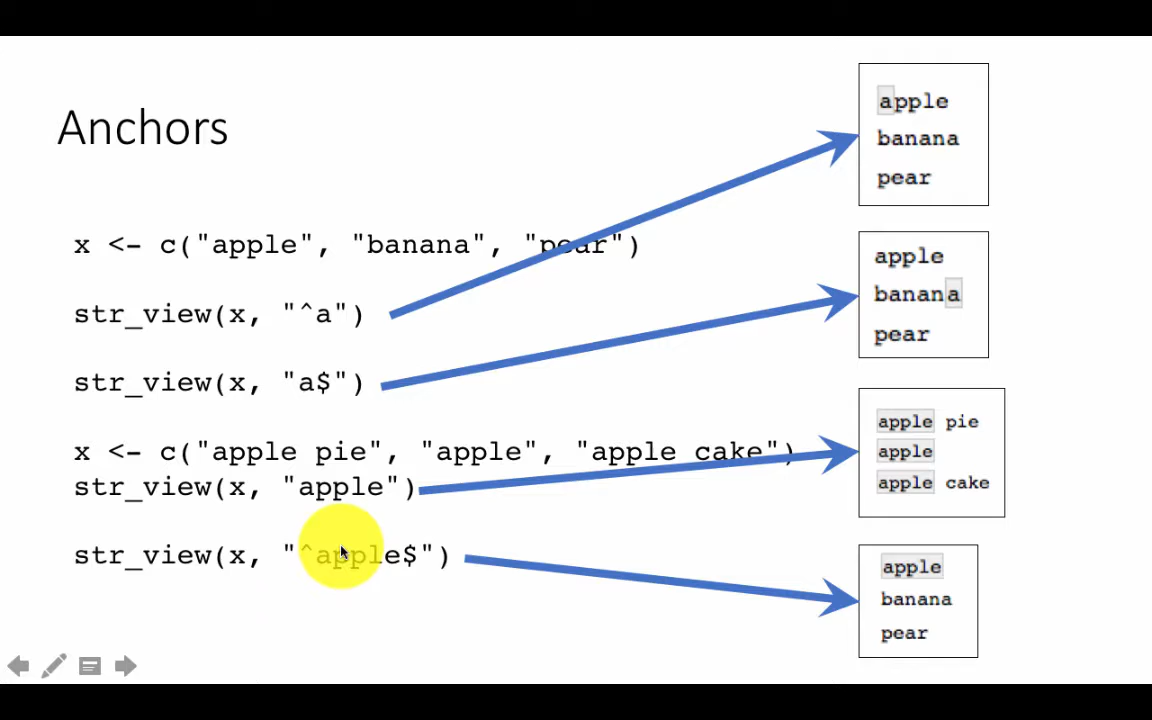 Anchors
x <- c("apple", "banana", "pear")
str_view(x, "^a")
str_view(x, "a$")
x <- c("apple pie", "apple", "apple cake")
str_view(x, "apple")
str_view(x, "^apple$")
apple
banana
pear
apple
banana
pear
apple pie
apple
apple cake
apple
banana
pear